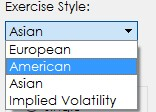 Exercise Style:
Asian
European
American
Asian
Implied Volatility